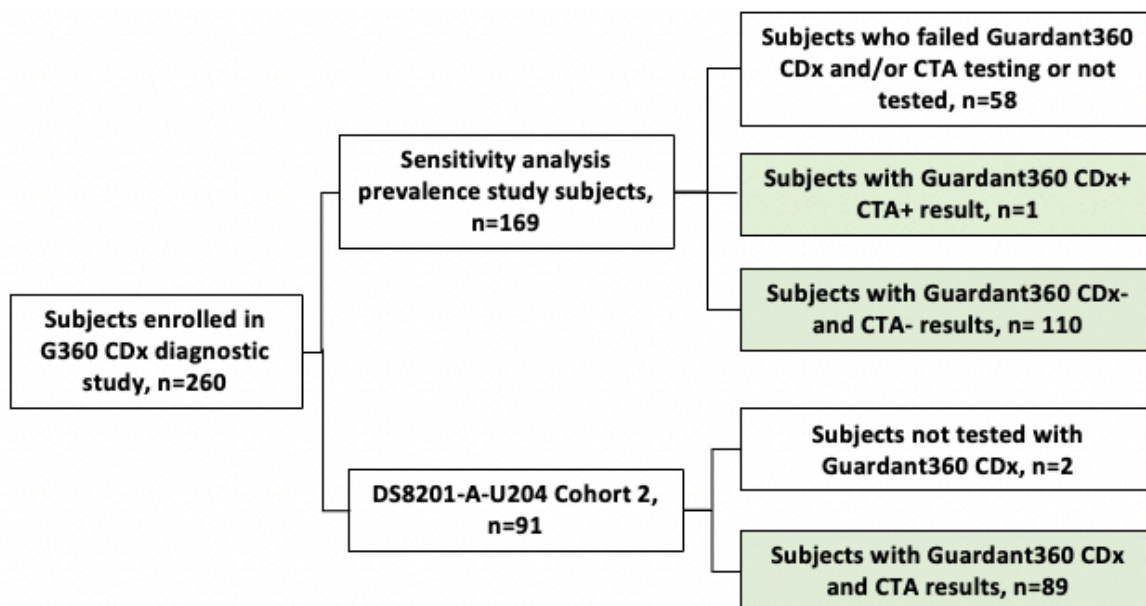 Subjects enrolled in
G360 CDx diagnostic
study, n=260
Sensitivity analysis
prevalence study subjects,
n=169
Subjects who failed Guardant360
CDx and/or CTA testing or not
tested, n=58
Subjects with Guardant360 CDx+
CTA+ result, n=1
Subjects with Guardant360 CDx-
and CTA- results, n= 110
DS8201-A-U204 Cohort 2,
n=91
Subjects not tested with
Guardant360 CDx, n=2
Subjects with Guardant360 CDx
and CTA results, n=89